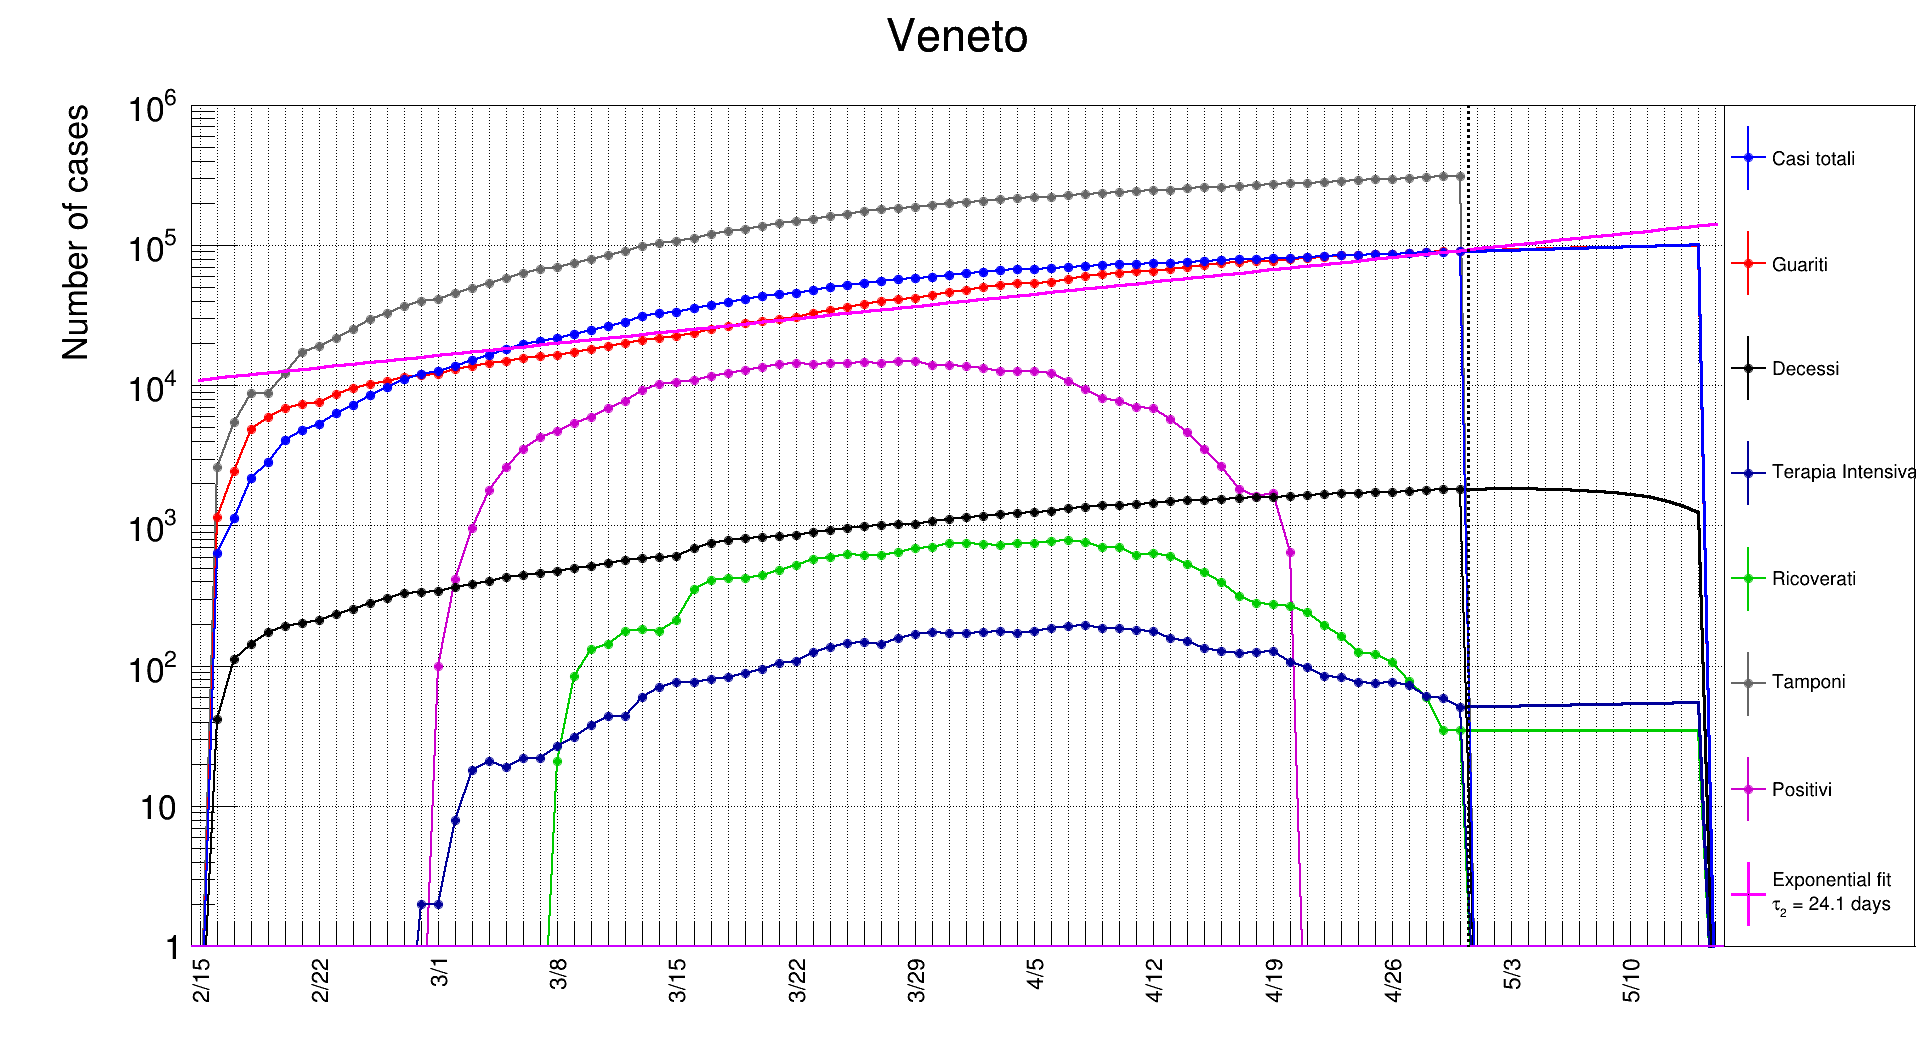 Veneto
Number of cases
10^6
10^5
10^4
10^3
10^2
10
1
2/15
2/22
3/1
3/8
3/15
3/22
3/29
4/5
4/12
4/19
4/26
5/3
5/10
Casi totali
Guariti
Decessi
Terapia Intensiva
Ricoverati
Tamponi
Positivi
Exponential fit
τ_2 = 24.1 days